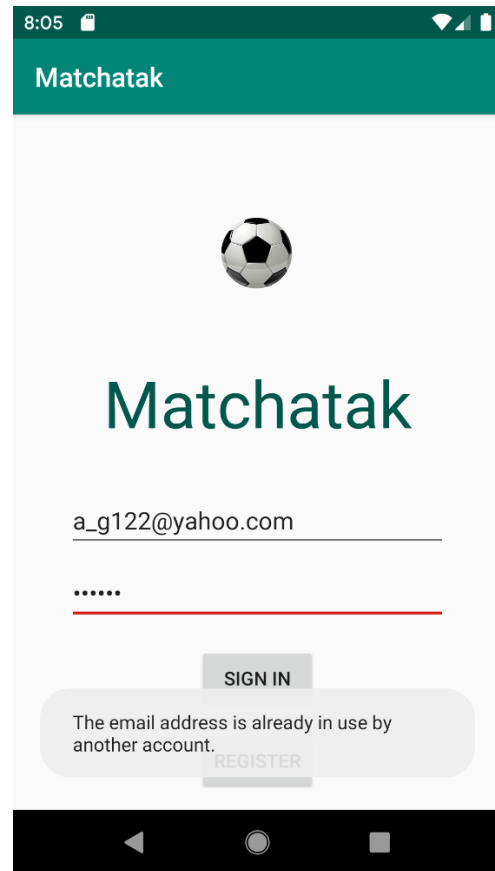 8:05
Matchatak
Matchatak
a_g122@yahoo.com
••••••
SIGN IN
The email address is already in use by
another account.
REGISTER